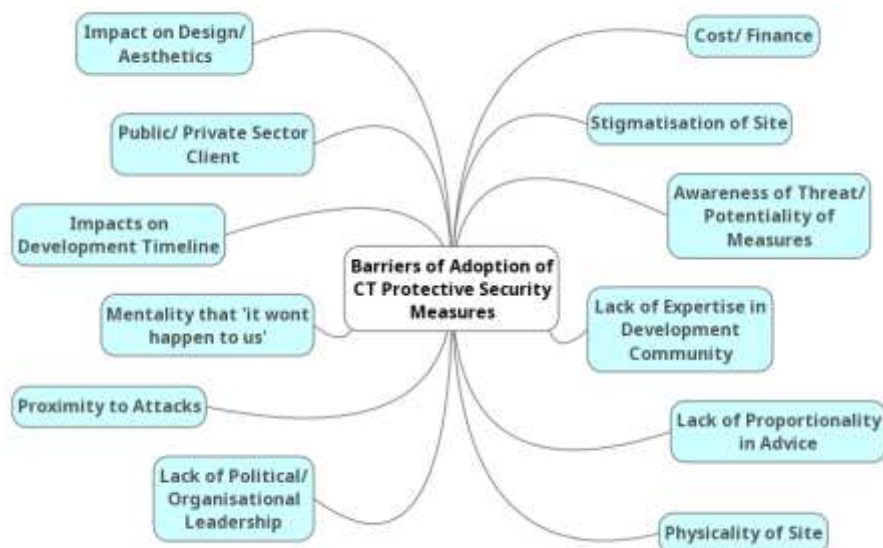 Impact on Design/
Aesthetics
Public/ Private Sector
Client
Impacts on
Development Timeline
Mentality that 'it wont
happen to us'
Proximity to Attacks
Lack of Political/
Organisational
Leadership
Barriers of Adoption of
CT Protective Security
Measures
Cost/ Finance
Stigmatisation of Site
Awareness of Threat/
Potentiality of
Measures
Lack of Expertise in
Development
Community
Lack of Proportionality
in Advice
Physicality of Site